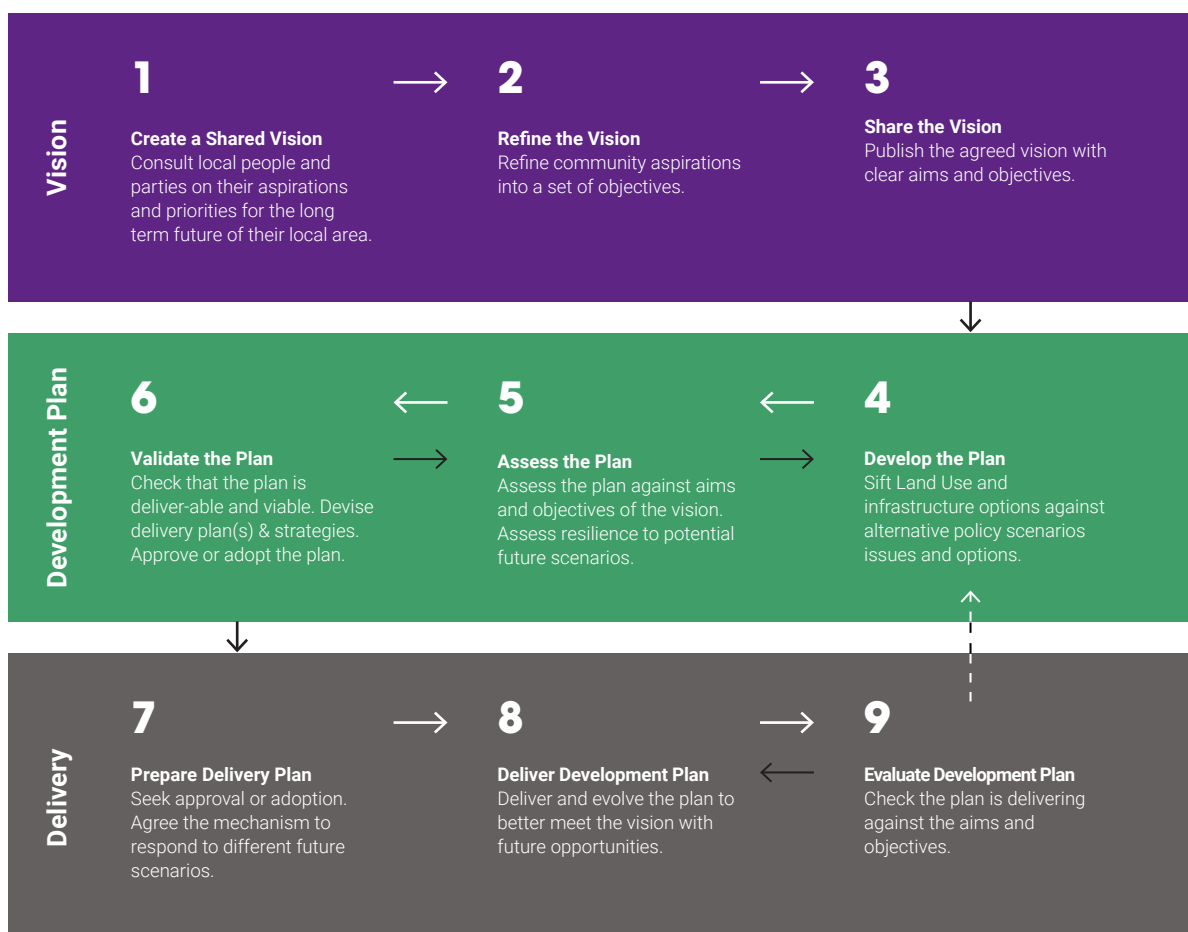 Vision
1
Create a Shared Vision
Consult local people and
parties on their aspirations
and priorities for the long
term future of their local area.
2
Refine the Vision
Refine community aspirations
into a set of objectives.
3
Share the Vision
Publish the agreed vision with
clear aims and objectives.
Development Plan
6
Validate the Plan
Check that the plan is
deliver-able and viable. Devise
delivery plan(s) & strategies.
Approve or adopt the plan.
5
Assess the Plan
Assess the plan against aims
and objectives of the vision.
Assess resilience to potential
future scenarios.
4
Develop the Plan
Sift Land Use and
infrastructure options against
alternative policy scenarios
issues and options.
Delivery
7
Prepare Delivery Plan
Seek approval or adoption.
Agree the mechanism to
respond to different future
scenarios.
8
Deliver Development Plan
Deliver and evolve the plan to
better meet the vision with
future opportunities.
9
Evaluate Development Plan
Check the plan is delivering
against the aims and
objectives.